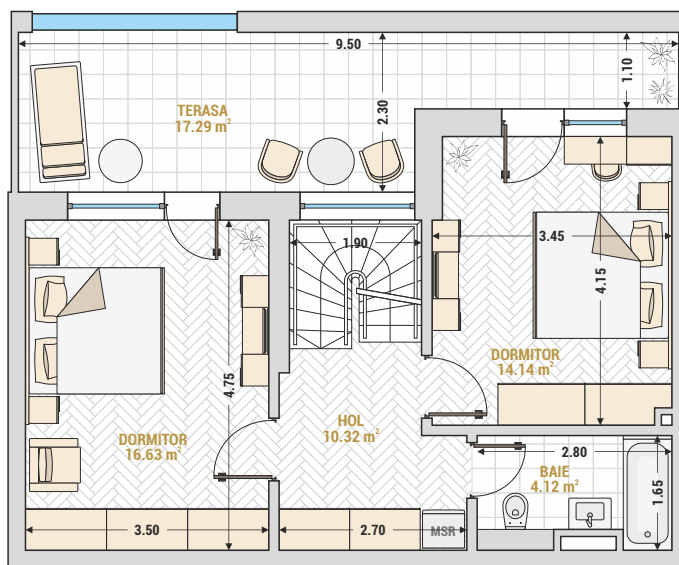 9.50
1.10
TERASA
17.29 m²
2.30
1.90
3.45
4.15
DORMITOR
14.14 m²
4.75
HOL
10.32 m²
DORMITOR
16.63 m²
2.80
BAIE
4.12 m²
1.65
3.50
2.70
MSR